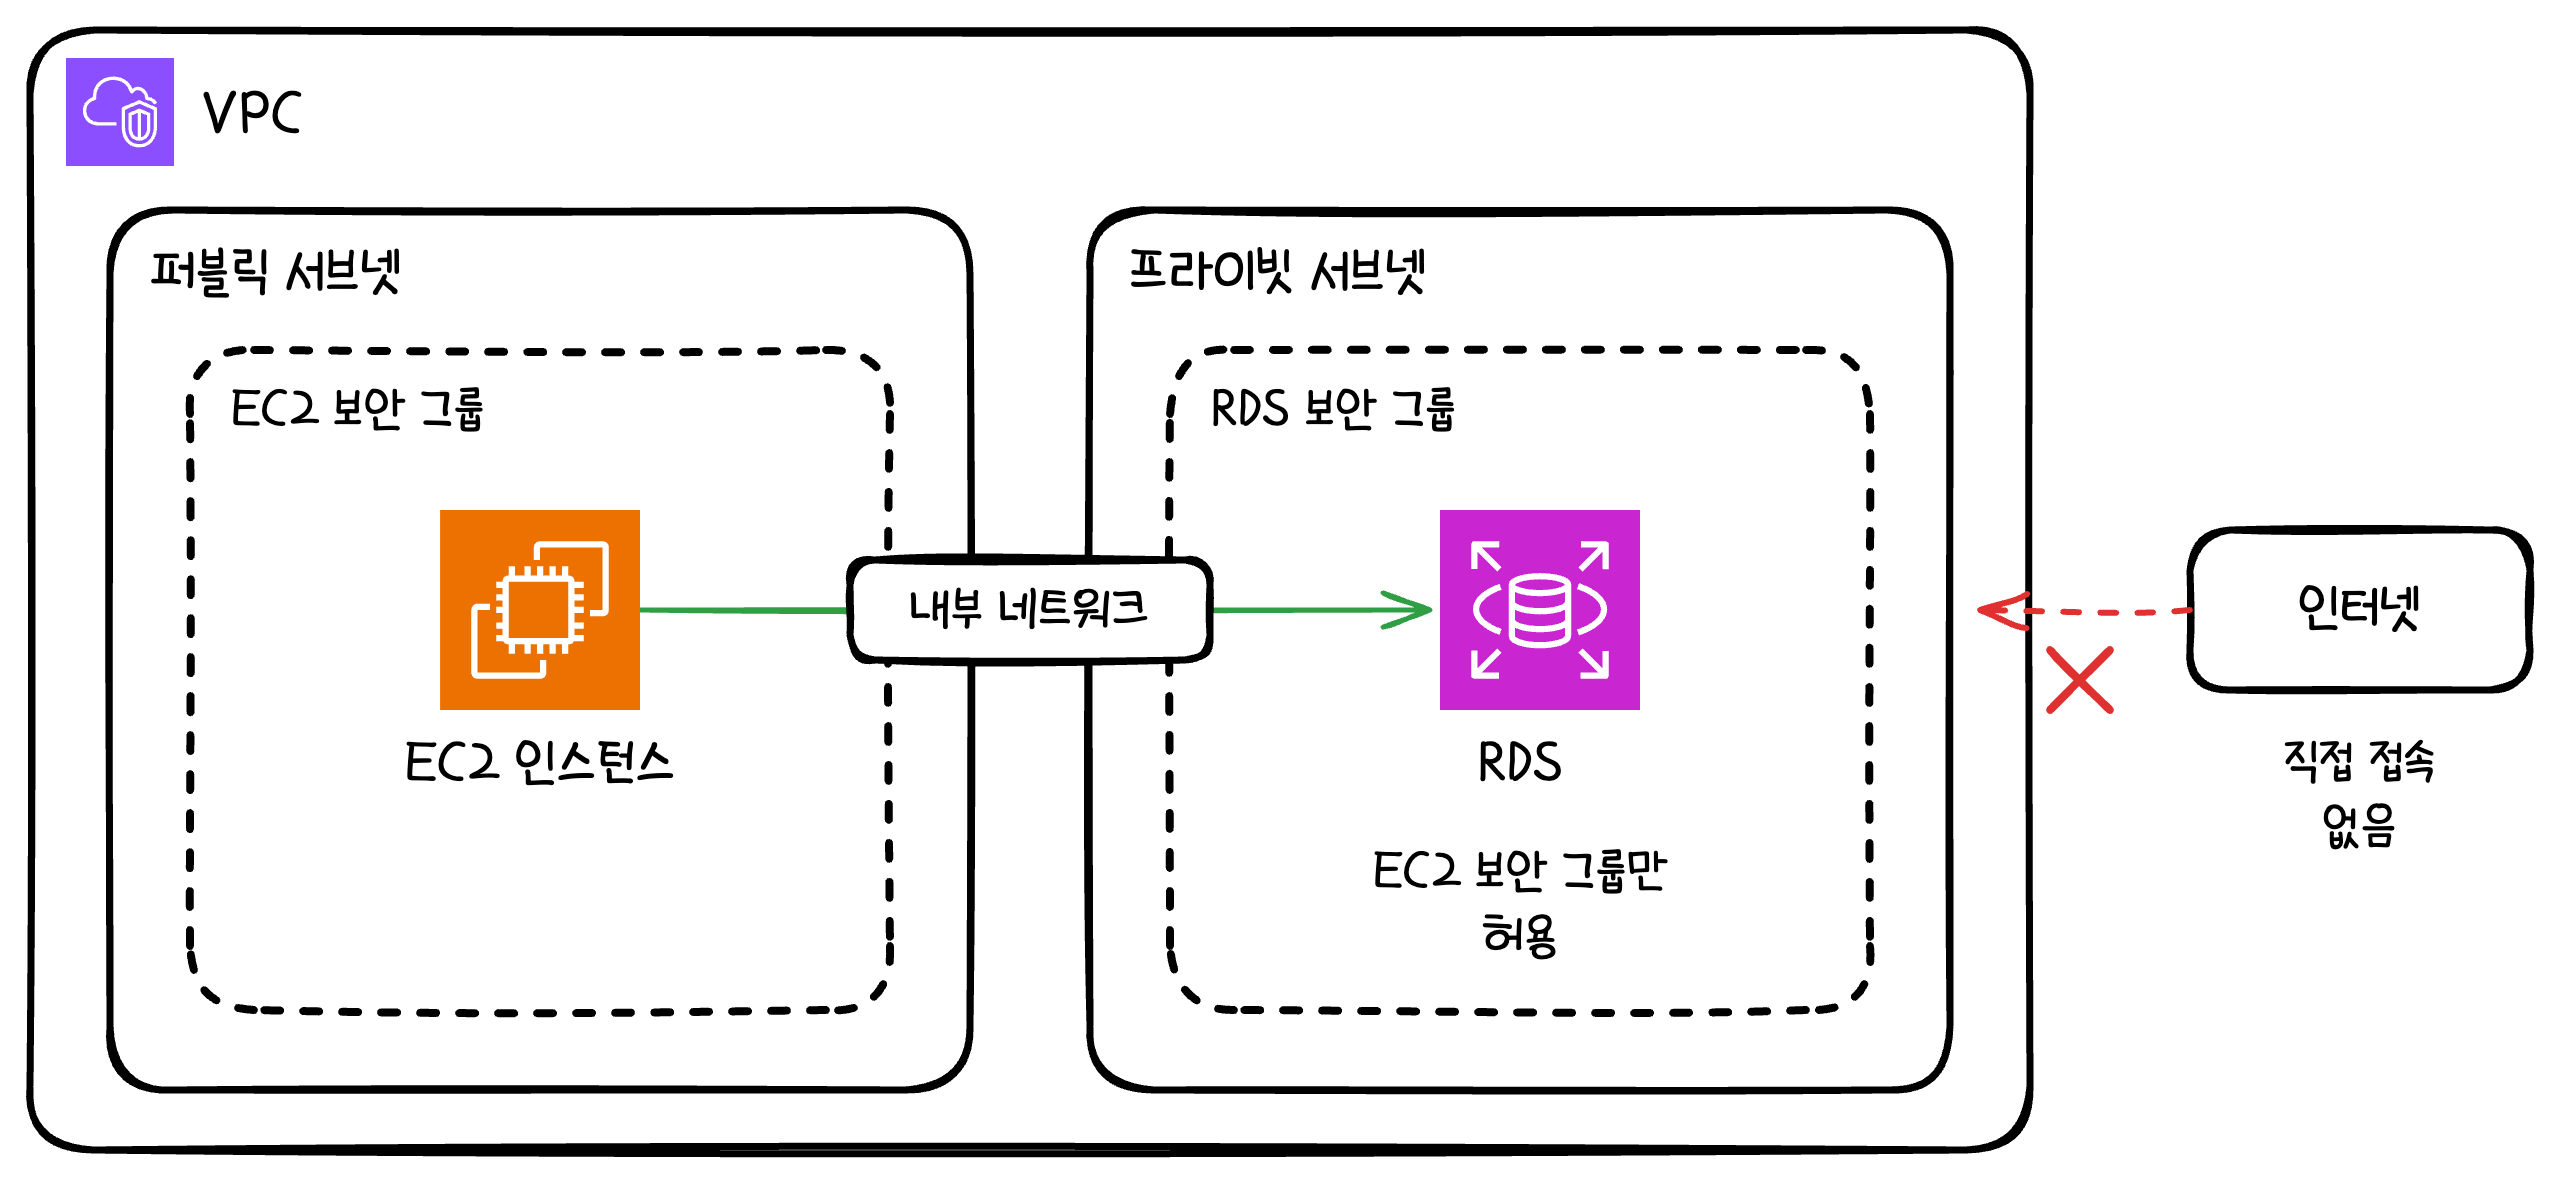 VPC
퍼블릭 서브넷
EC2 보안 그룹
EC2 인스턴스
내부 네트워크
프라이빗 서브넷
RDS 보안 그룹
RDS
EC2 보안 그룹만
허용
인터넷
직접 접속
없음